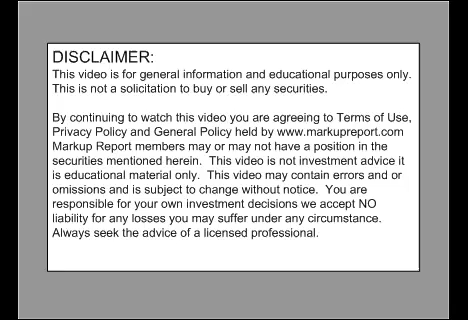 DISCLAIMER:
This video is for general information and educational purposes only.
This is not a solicitation to buy or sell any securities.
By continuing to watch this video you are agreeing to Terms of Use,
Privacy Policy and General Policy held by www.markupreport.com
Markup Report members may or may not have a position in the
securities mentioned herein.  This video is not investment advice it
is educational material only.  This video may contain errors and or
omissions and is subject to change without notice.  You are
responsible for your own investment decisions we accept NO
liability for any losses you may suffer under any circumstance.
Always seek the advice of a licensed professional.